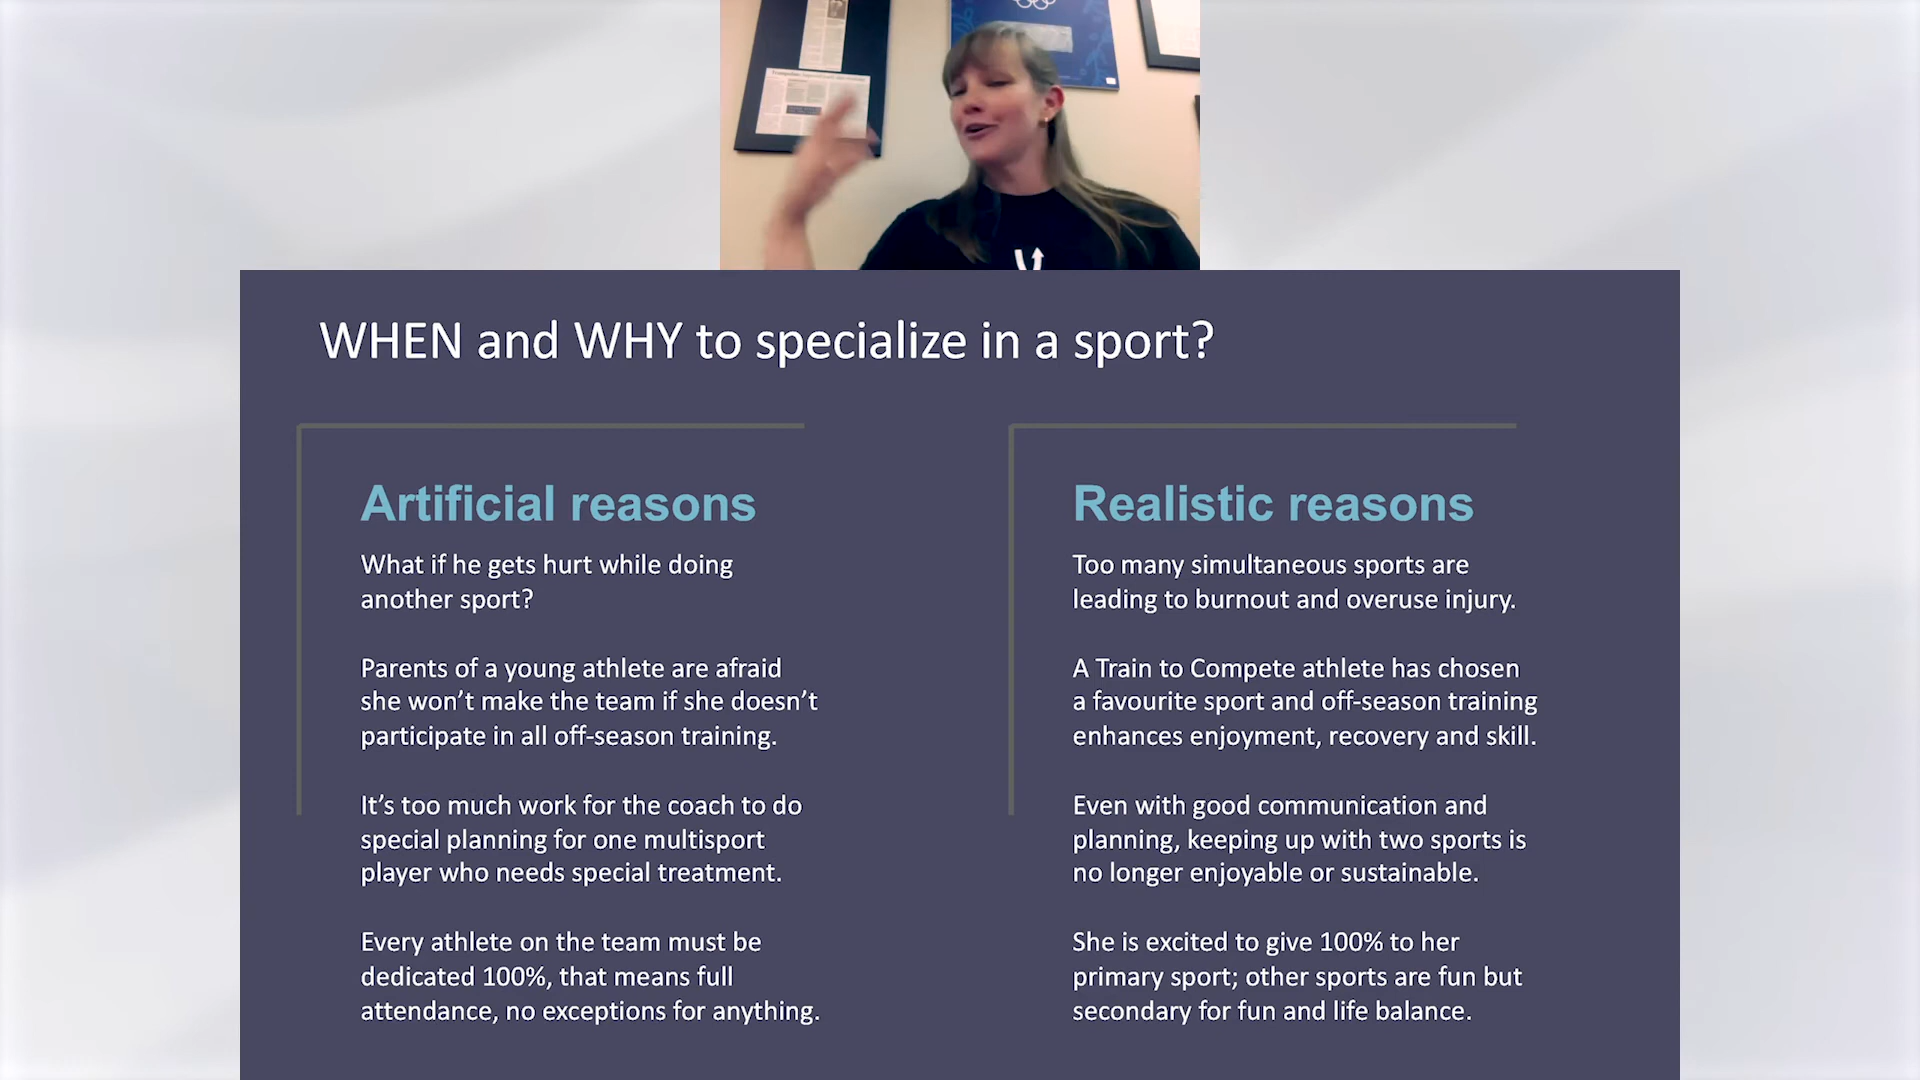 WHEN and WHY to specialize in a sport?
Artificial reasons
What if he gets hurt while doing
another sport?
Parents of a young athlete are afraid
she won’t make the team if she doesn’t
participate in all off-season training.
It’s too much work for the coach to do
special planning for one multisport
player who needs special treatment.
Every athlete on the team must be
dedicated 100%, that means full
attendance, no exceptions for anything.
Realistic reasons
Too many simultaneous sports are
leading to burnout and overuse injury.
A Train to Compete athlete has chosen
a favourite sport and off-season training
enhances enjoyment, recovery and skill.
Even with good communication and
planning, keeping up with two sports is
no longer enjoyable or sustainable.
She is excited to give 100% to her
primary sport; other sports are fun but
secondary for fun and life balance.